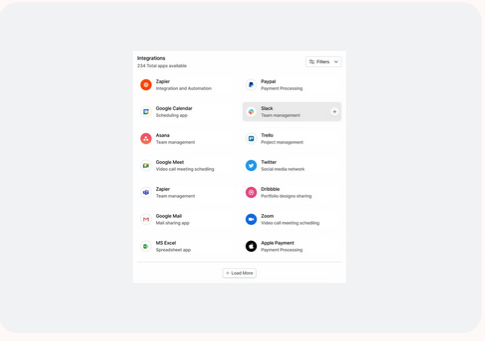 Integrations
234 Total apps available
Filters
Zapier
Integration and Automation
Paypal
Payment Processing
Google Calendar
Scheduling app
Slack
Team management
Asana
Team management
Trello
Project management
Google Meet
Video call meeting schedling
Twitter
Social media network
Zapier
Team management
Dribbble
Portfolio designs sharing
Google Mail
Mail sharing app
Zoom
Video call meeting schedling
MS Excel
Spreadsheet app
Apple Payment
Payment Processing
+ Load More